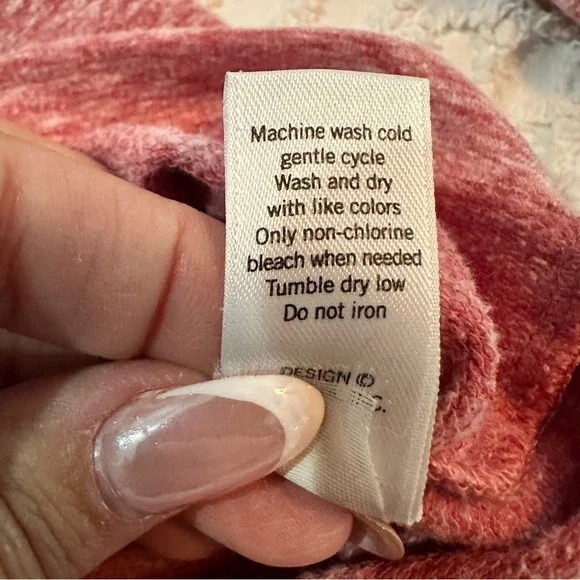 Machine wash cold
gentle cycle
Wash and dry
with like colors
Only non-chlorine
bleach when needed
Tumble dry low
Do not iron
DESIGN ©